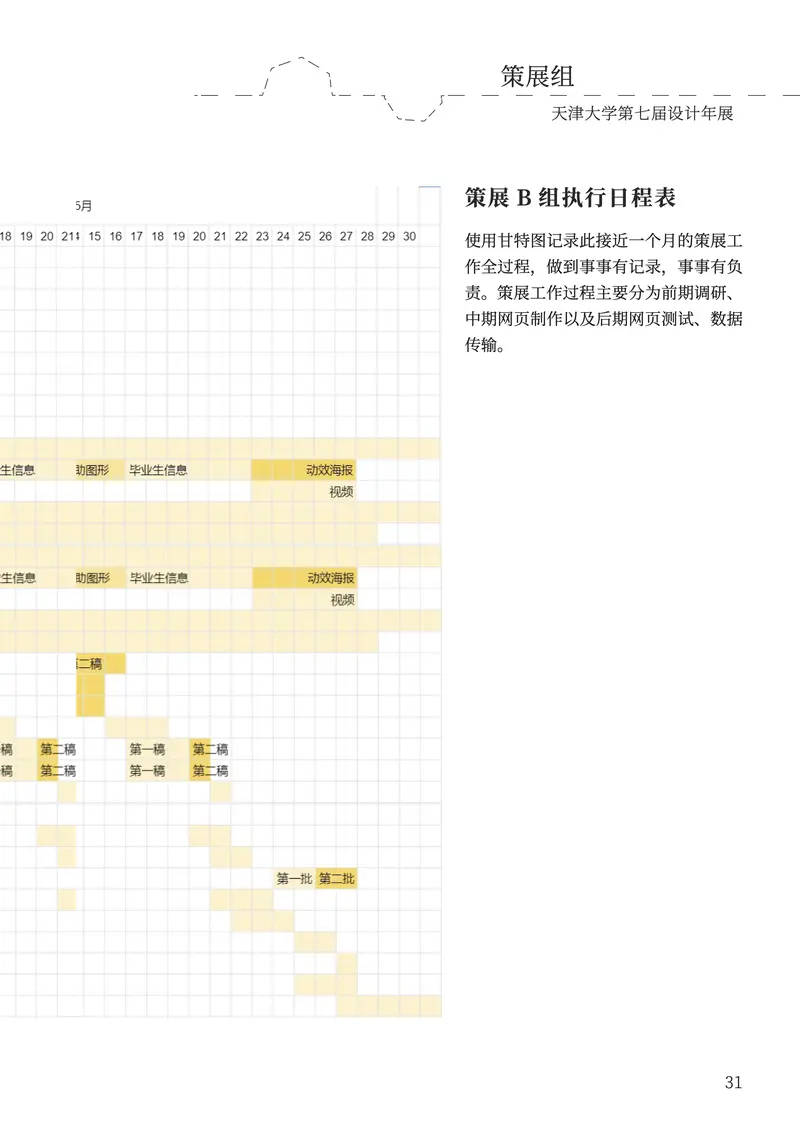 策展组
天津大学第七届设计年展
策展 B 组执行日程表
使用甘特图记录此接近一个月的策展工
作全过程，做到事事有记录，事事有负
责。策展工作过程主要分为前期调研、
中期网页制作以及后期网页测试、数据
传输。
月
18 19 20 21 15 16 17 18 19 20 21 22 23 24 25 26 27 28 29 30
生信息 助图形 毕业生信息 动效海报
视频
生信息 助图形 毕业生信息 动效海报
视频
二稿
稿 第二稿 第一稿 第二稿
稿 第二稿 第一稿 第二稿
第一批 第二批
31